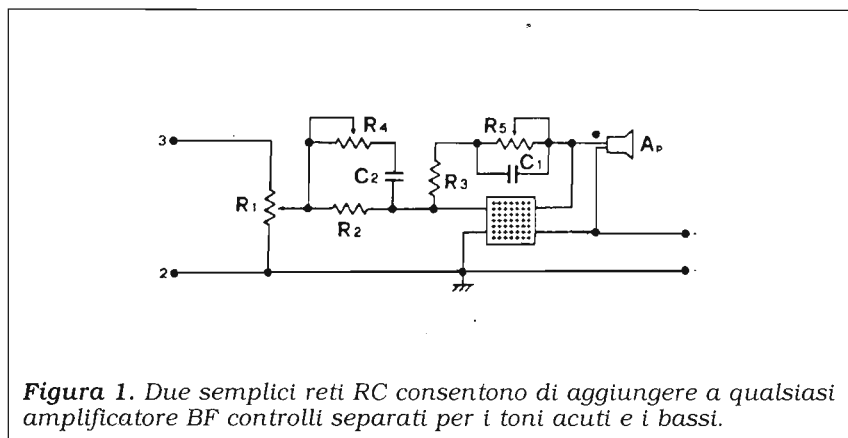 R4
R5
3
Ap
C1
C2
R3
R1
R2
2
Figura 1. Due semplici reti RC consentono di aggiungere a qualsiasi
amplificatore BF controlli separati per i toni acuti e i bassi.